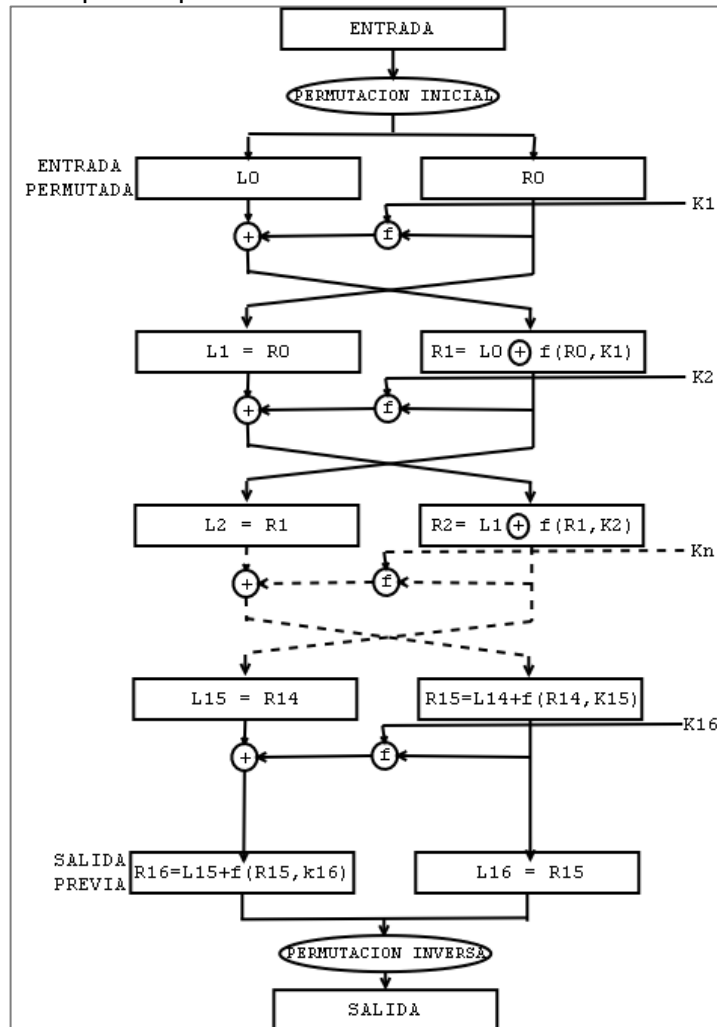 ENTRADA
PERMUTACION INICIAL
ENTRADA
PERMUTADA
L0
R0
K1
+
f
L1 = R0
R1= L0 + f(R0,K1)
K2
+
f
L2 = R1
R2= L1 + f(R1,K2)
Kn
+
f
L15 = R14
R15=L14+f(R14,K15)
K16
+
f
SALIDA
PREVIA
R16=L15+f(R15,k16)
L16 = R15
PERMUTACION INVERSA
SALIDA